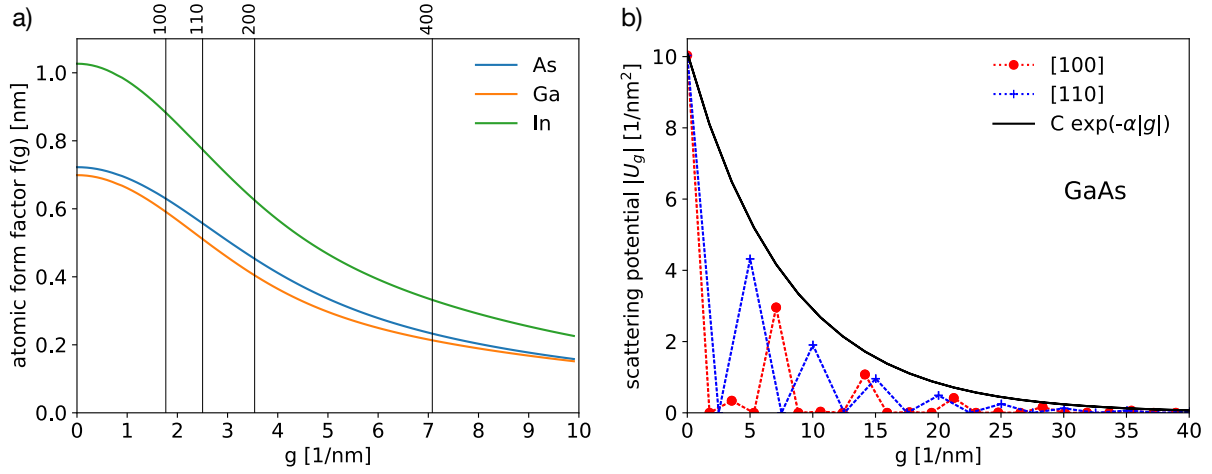 a)
100
110
200
400
atomic form factor f(g) [nm]
1.0
0.8
0.6
0.4
0.2
0.0
As
Ga
In
0 1 2 3 4 5 6 7 8 9 10
g [1/nm]
b)
scattering potential |U_g| [1/nm²]
10
8
6
4
2
0
[100]
[110]
C exp(-α|g|)
GaAs
0 5 10 15 20 25 30 35 40
g [1/nm]